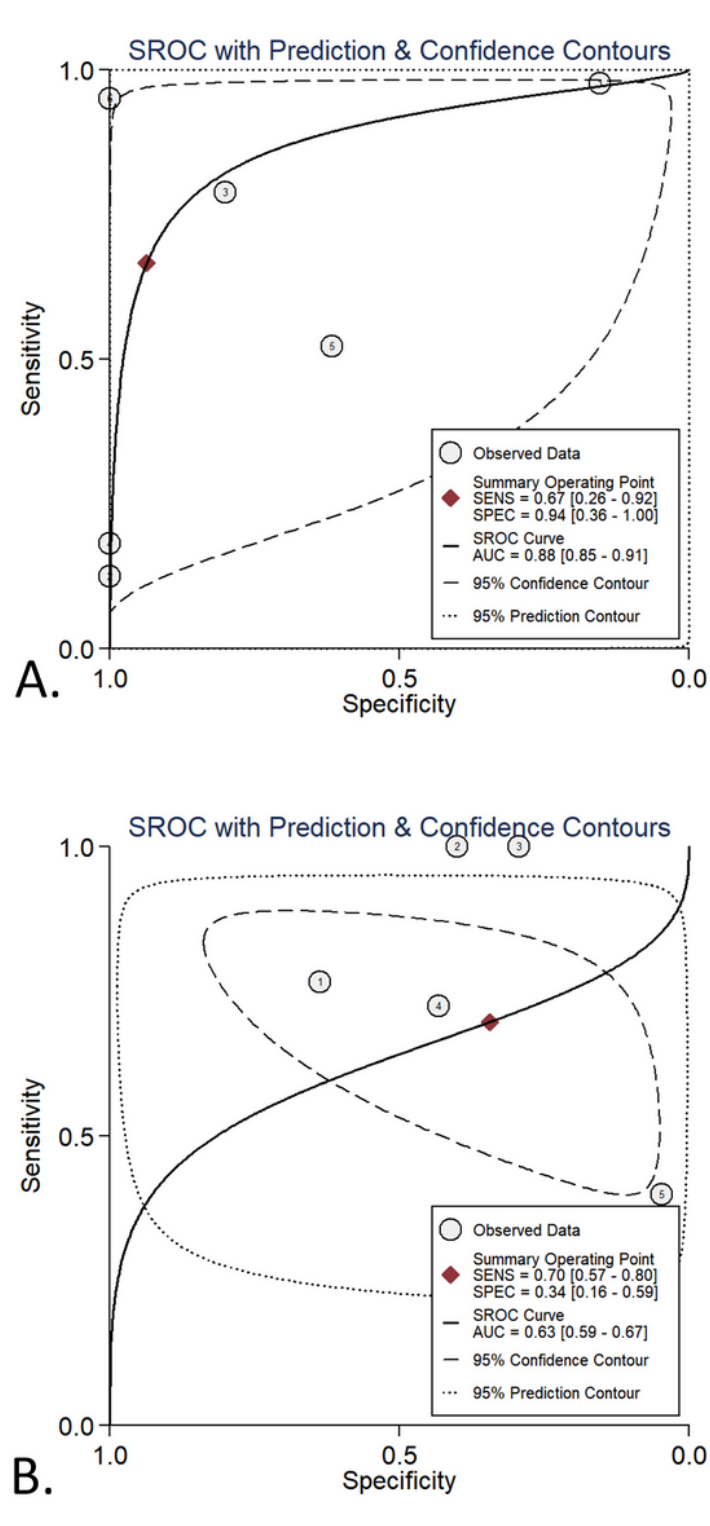 SROC with Prediction & Confidence Contours
1.0
6
3
5
Sensitivity
0.5
Observed Data
Summary Operating Point
SENS = 0.67 [0.26 - 0.92]
SPEC = 0.94 [0.36 - 1.00]
SROC Curve
AUC = 0.88 [0.85 - 0.91]
95% Confidence Contour
95% Prediction Contour
0.0
A.
1.0 0.5 0.0
Specificity
SROC with Prediction & Confidence Contours
1.0
2 3
1
4
Sensitivity
0.5
5
Observed Data
Summary Operating Point
SENS = 0.70 [0.57 - 0.80]
SPEC = 0.34 [0.16 - 0.59]
SROC Curve
AUC = 0.63 [0.59 - 0.67]
95% Confidence Contour
95% Prediction Contour
0.0
B.
1.0 0.5 0.0
Specificity